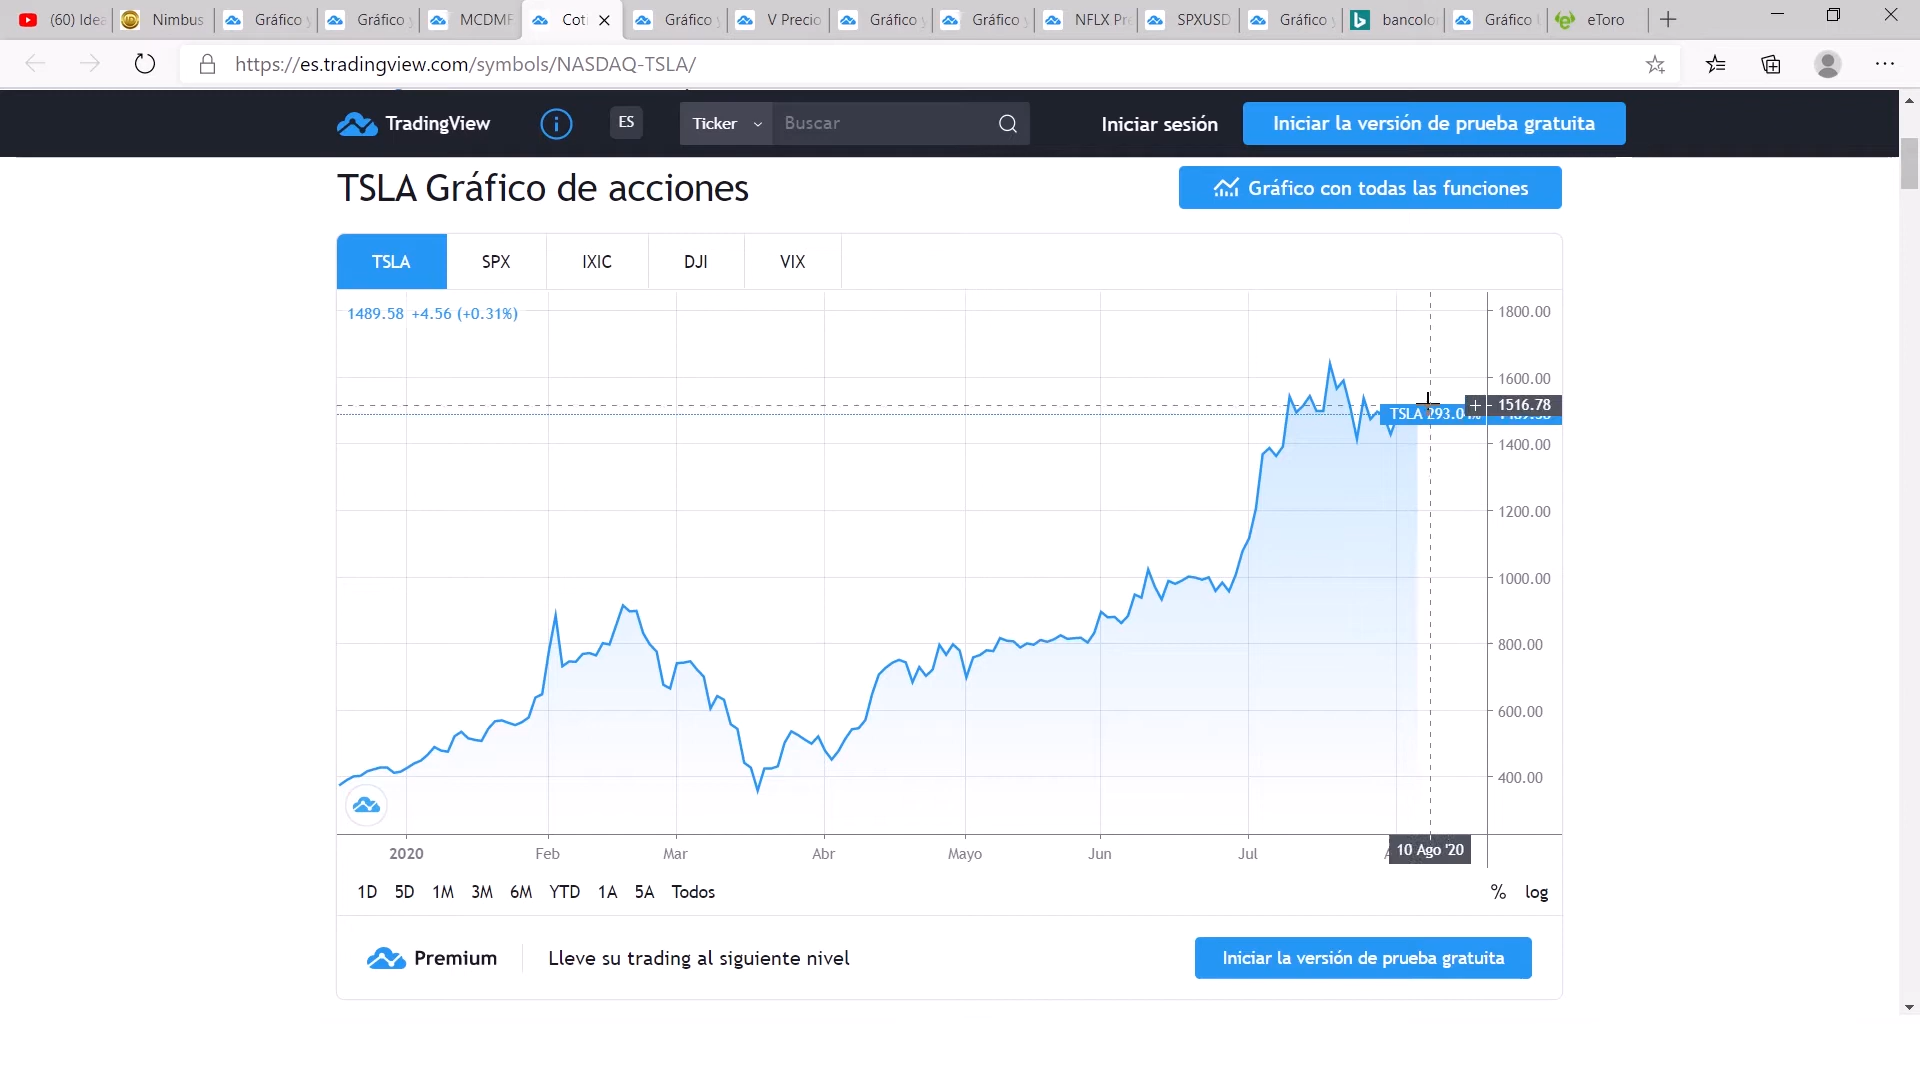 (60) Idea
Nimbus
Gráfico y
Gráfico y
MCDMF
Coti
Gráfico y
V Precio
Gráfico y
Gráfico y
NFLX Pre
SPXUSD
Gráfico y
bancolo
Gráfico
eToro
https://es.tradingview.com/symbols/NASDAQ-TSLA/
TradingView
ES
Ticker
Buscar
Iniciar sesión
Iniciar la versión de prueba gratuita
TSLA Gráfico de acciones
Gráfico con todas las funciones
TSLA
SPX
IXIC
DJI
VIX
1489.58 +4.56 (+0.31%)
1800.00
1600.00
1516.78
TSLA 293.04%
1400.00
1200.00
1000.00
800.00
600.00
400.00
2020
Feb
Mar
Abr
Mayo
Jun
Jul
10 Ago '20
1D 5D 1M 3M 6M YTD 1A 5A Todos
% log
Premium
Lleve su trading al siguiente nivel
Iniciar la versión de prueba gratuita